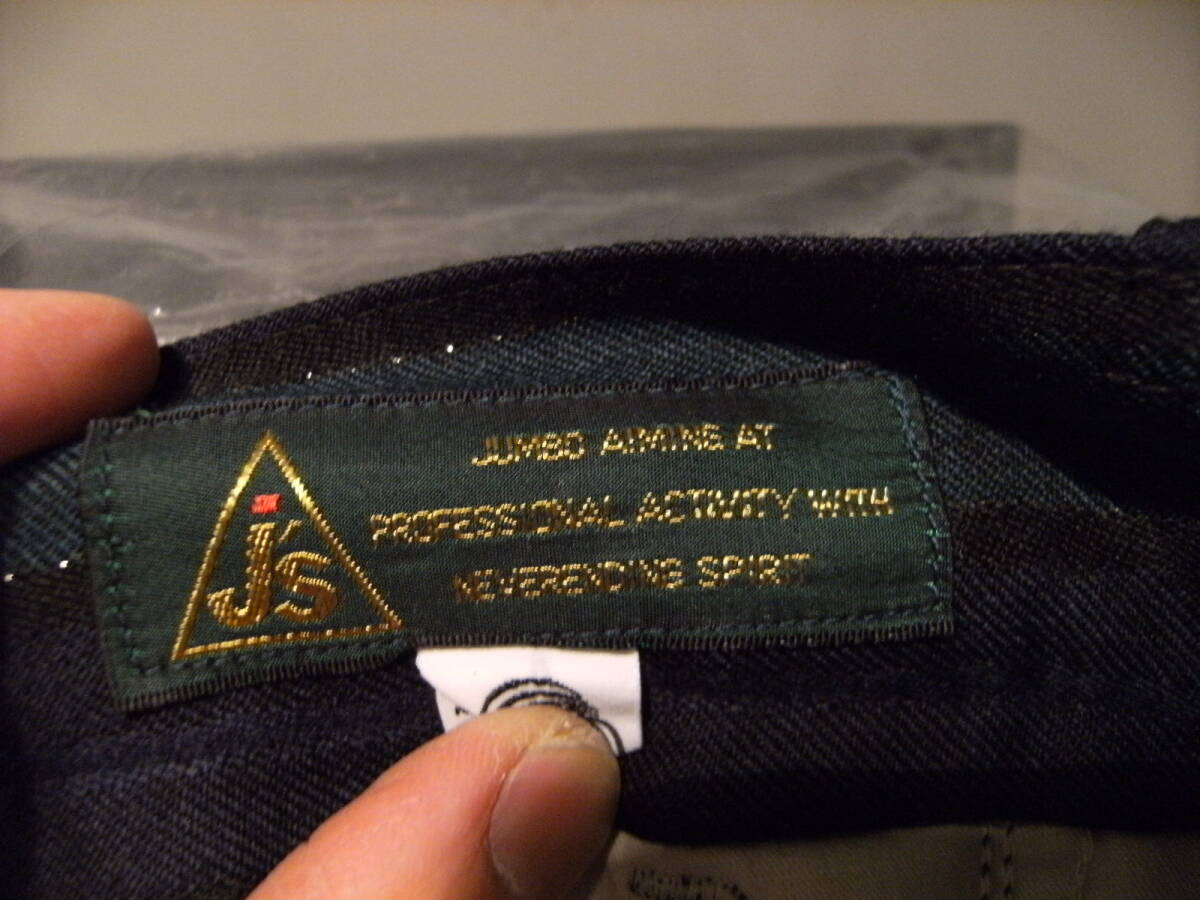 J's
JUMBO AIMING AT
PROFESSIONAL ACTIVITY WITH
NEVERENDING SPIRIT